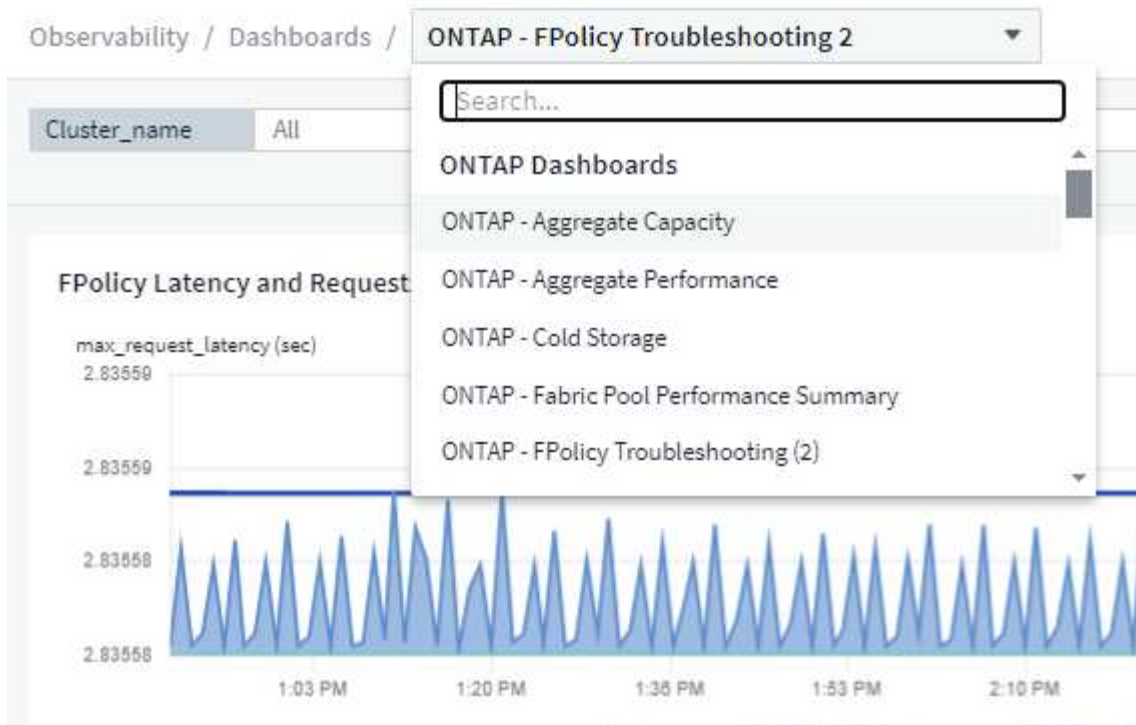 Observability / Dashboards / ONTAP - FPolicy Troubleshooting 2
Search...
Cluster_name All
ONTAP Dashboards
ONTAP - Aggregate Capacity
ONTAP - Aggregate Performance
ONTAP - Cold Storage
ONTAP - Fabric Pool Performance Summary
ONTAP - FPolicy Troubleshooting (2)
FPolicy Latency and Request
max_request_latency (sec)
2.83559
2.83559
2.83558
2.83558
1:03 PM 1:20 PM 1:36 PM 1:53 PM 2:10 PM